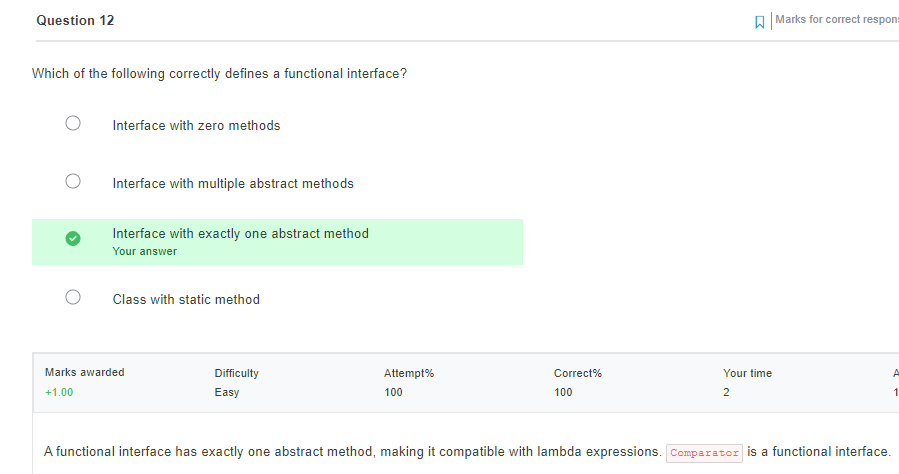 Question 12
Marks for correct respon
Which of the following correctly defines a functional interface?
Interface with zero methods
Interface with multiple abstract methods
Interface with exactly one abstract method
Your answer
Class with static method
Marks awarded Difficulty Attempt% Correct% Your time A
+1.00 Easy 100 100 2 1
A functional interface has exactly one abstract method, making it compatible with lambda expressions. Comparator is a functional interface.